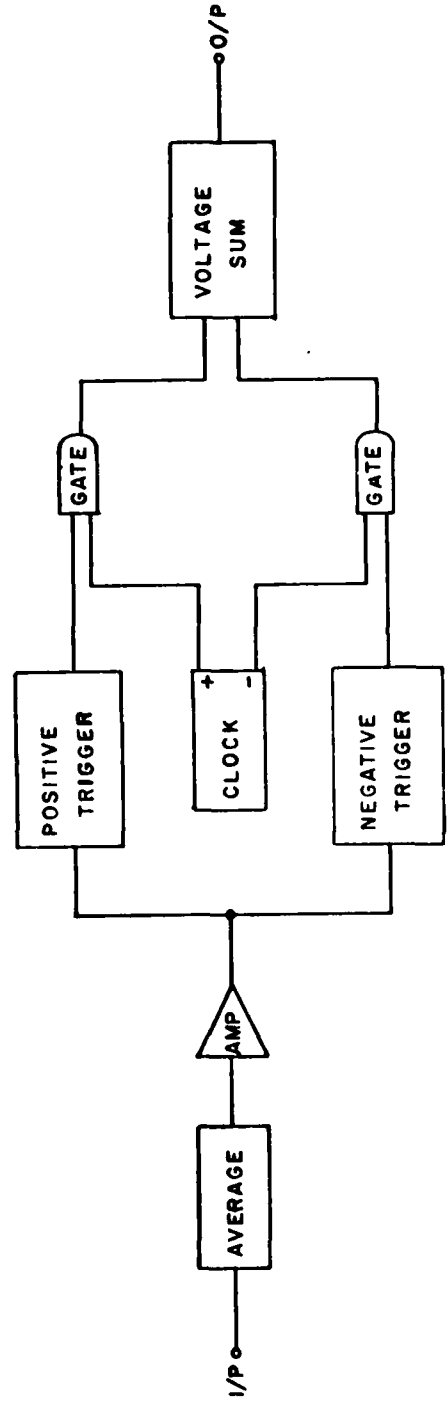 I/P
AVERAGE
AMP
POSITIVE
TRIGGER
CLOCK
+
-
NEGATIVE
TRIGGER
GATE
GATE
VOLTAGE
SUM
O/P